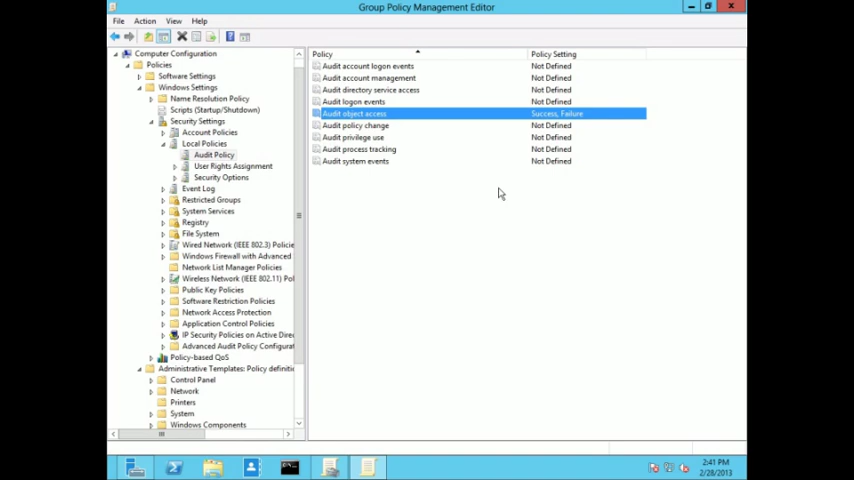 Group Policy Management Editor
File Action View Help
Computer Configuration
Policies
Software Settings
Windows Settings
Name Resolution Policy
Scripts (Startup/Shutdown)
Security Settings
Account Policies
Local Policies
Audit Policy
User Rights Assignment
Security Options
Event Log
Restricted Groups
System Services
Registry
File System
Wired Network (IEEE 802.3) Policie
Windows Firewall with Advanced
Network List Manager Policies
Wireless Network (IEEE 802.11) Pol
Public Key Policies
Software Restriction Policies
Network Access Protection
Application Control Policies
IP Security Policies on Active Dire
Advanced Audit Policy Configurat
Policy-based QoS
Administrative Templates: Policy definitio
Control Panel
Network
Printers
System
Windows Components
Policy Policy Setting
Audit account logon events Not Defined
Audit account management Not Defined
Audit directory service access Not Defined
Audit logon events Not Defined
Audit object access Success, Failure
Audit policy change Not Defined
Audit privilege use Not Defined
Audit process tracking Not Defined
Audit system events Not Defined
2:41 PM
2/28/2013